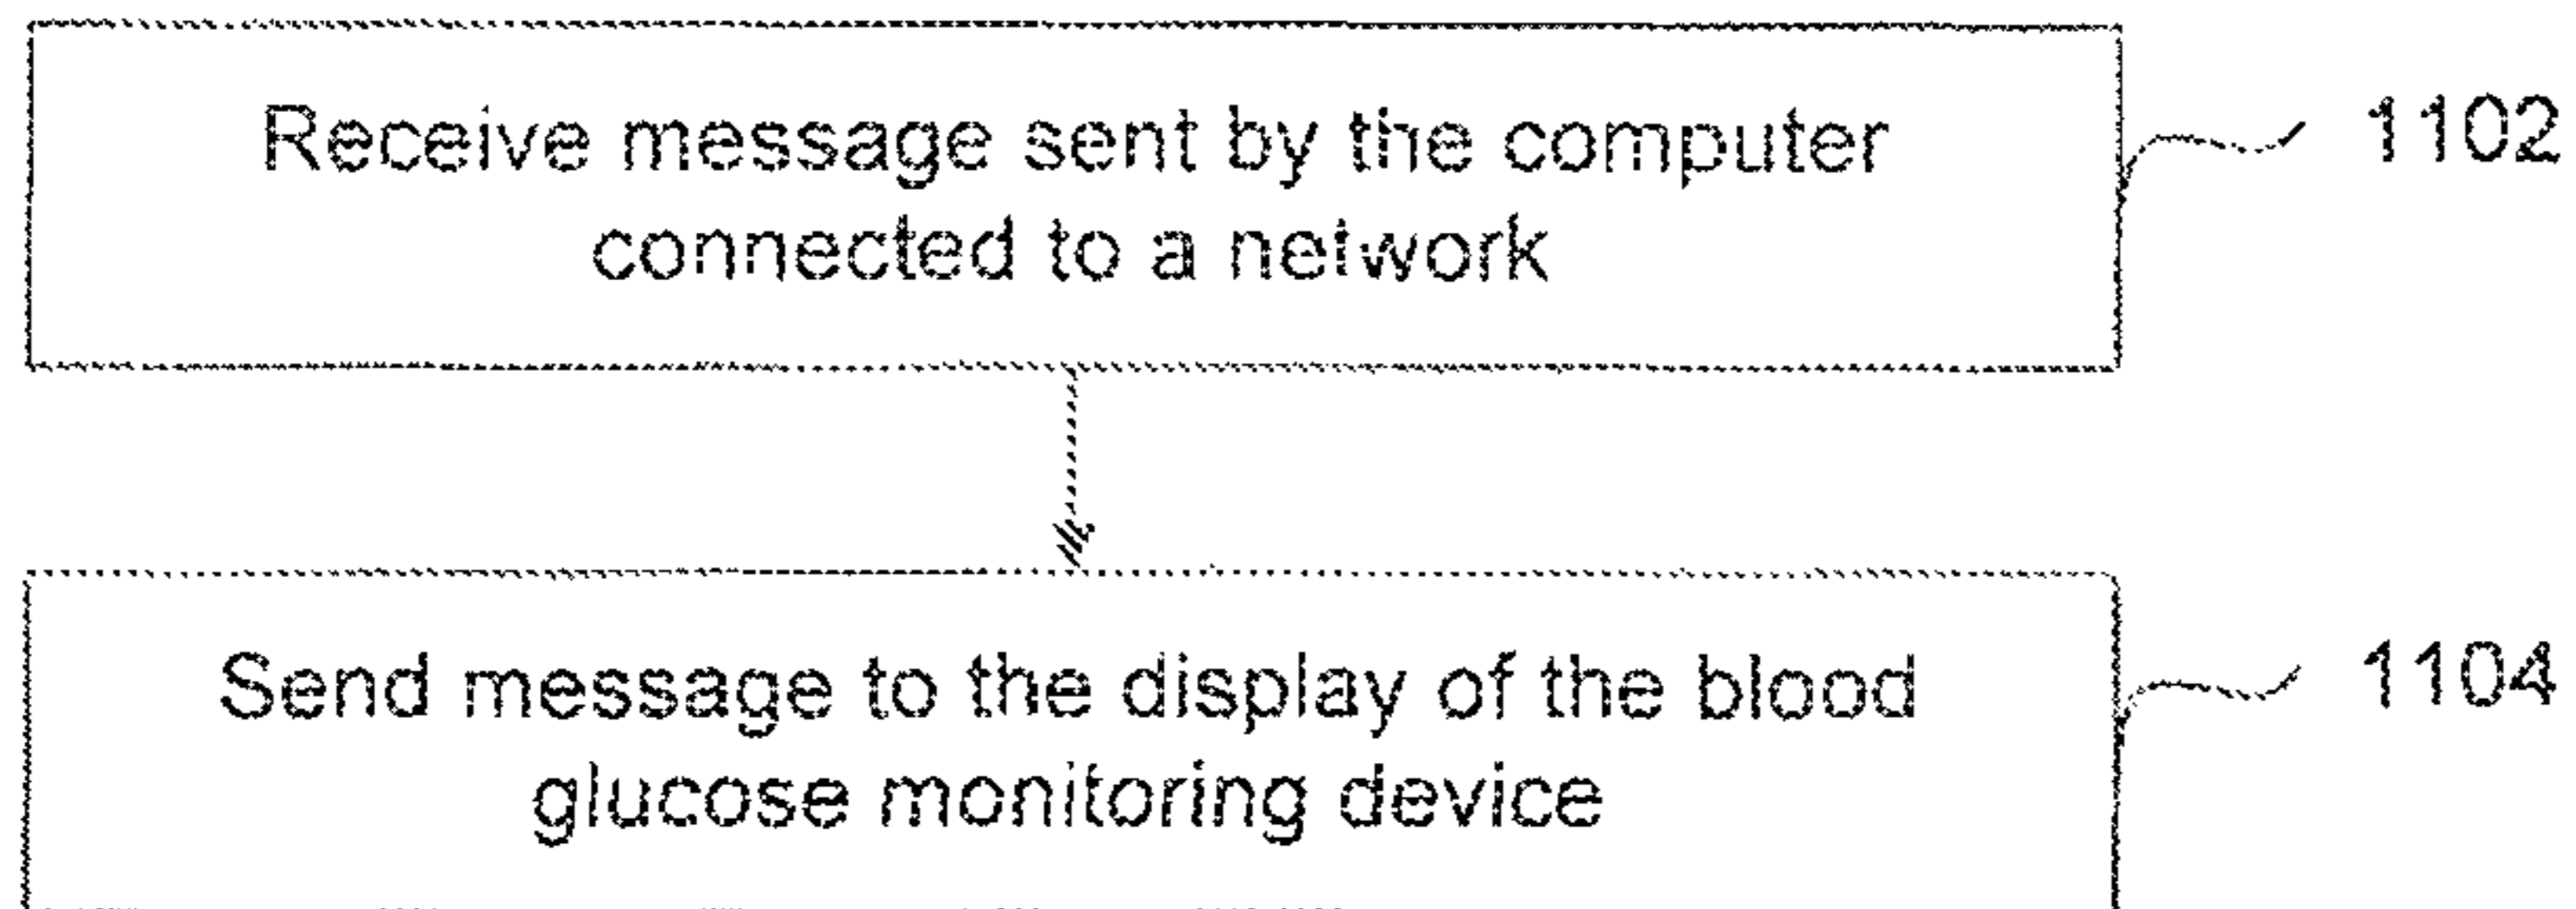 Receive message sent by the computer
connected to a network
1102
Send message to the display of the blood
glucose monitoring device
1104